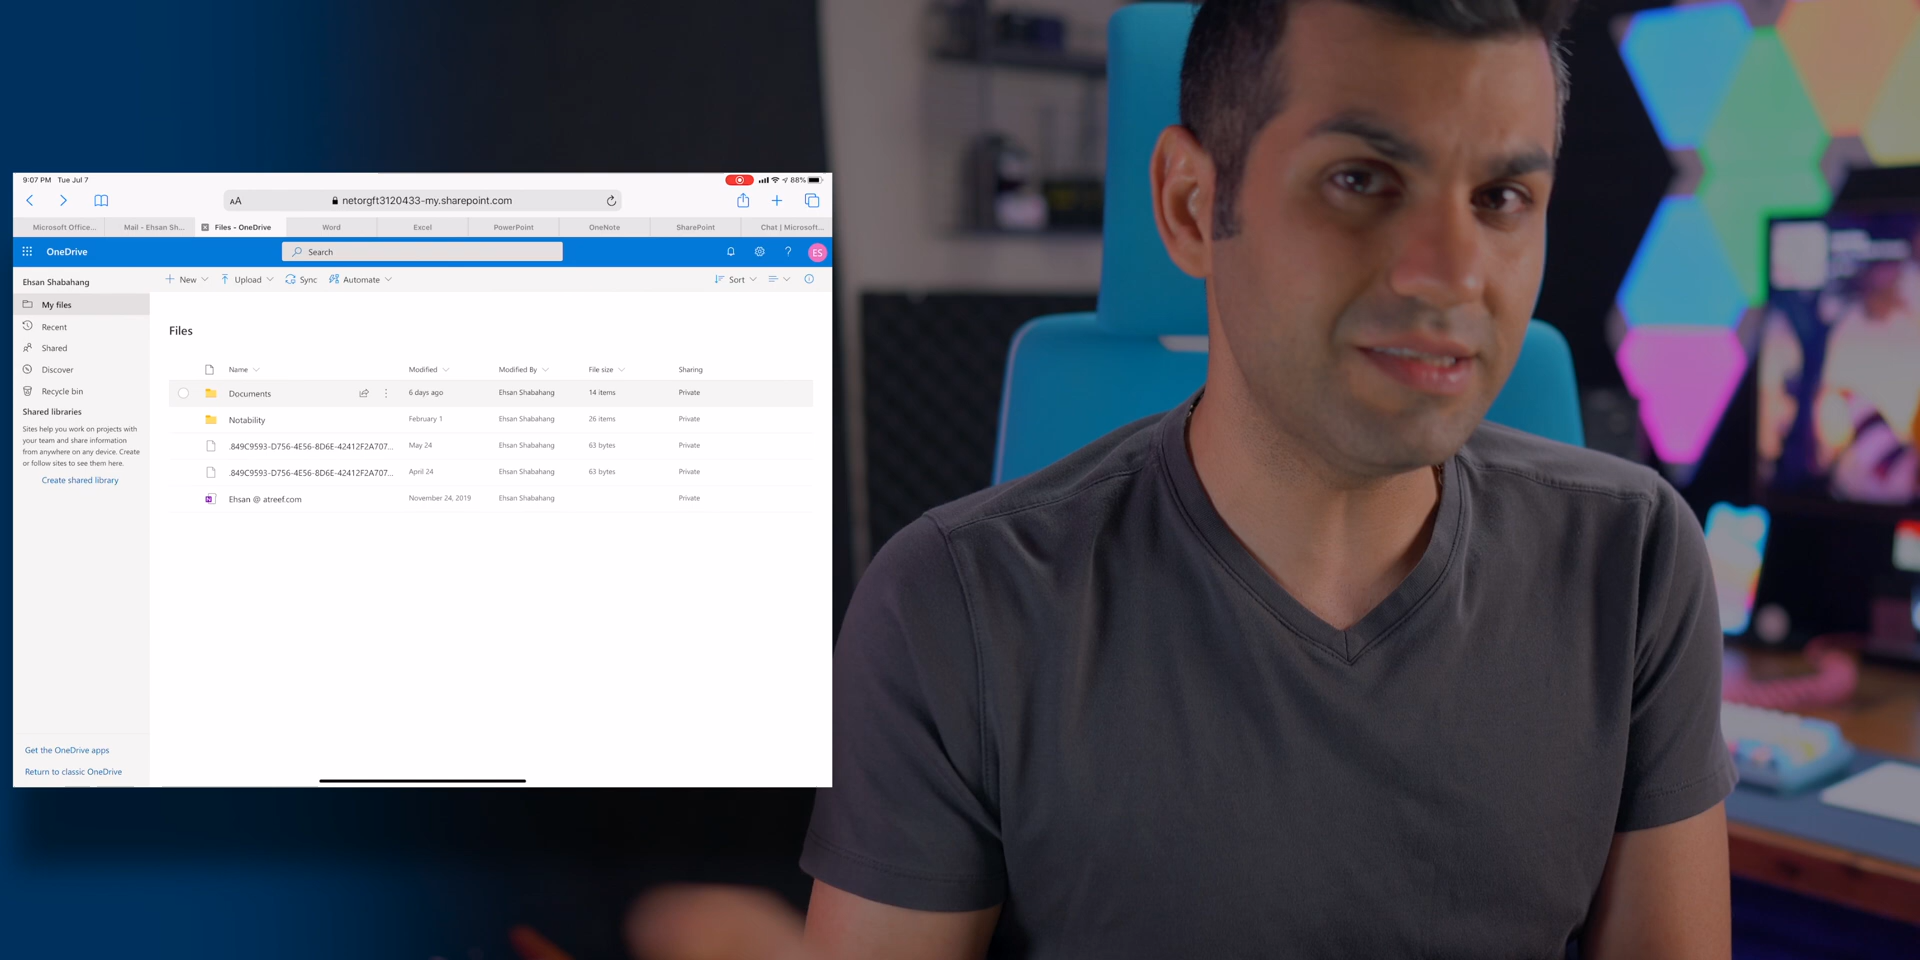 9:07 PM Tue Jul 7
88%
AA netorgft3120433-my.sharepoint.com
Microsoft Office... Mail - Ehsan Sh... Files - OneDrive Word Excel PowerPoint OneNote SharePoint Chat | Microsoft...
OneDrive Search ? ES
Ehsan Shabahang
New Upload Sync Automate Sort
My files
Recent
Shared
Discover
Recycle bin
Shared libraries
Sites help you work on projects with
your team and share information
from anywhere on any device. Create
or follow sites to see them here.
Create shared library
Get the OneDrive apps
Return to classic OneDrive
Files
Name Modified Modified By File size Sharing
Documents 6 days ago Ehsan Shabahang 14 items Private
Notability February 1 Ehsan Shabahang 26 items Private
.849C9593-D756-4E56-8D6E-42412F2A707... May 24 Ehsan Shabahang 63 bytes Private
.849C9593-D756-4E56-8D6E-42412F2A707... April 24 Ehsan Shabahang 63 bytes Private
Ehsan @ atreef.com November 24, 2019 Ehsan Shabahang Private